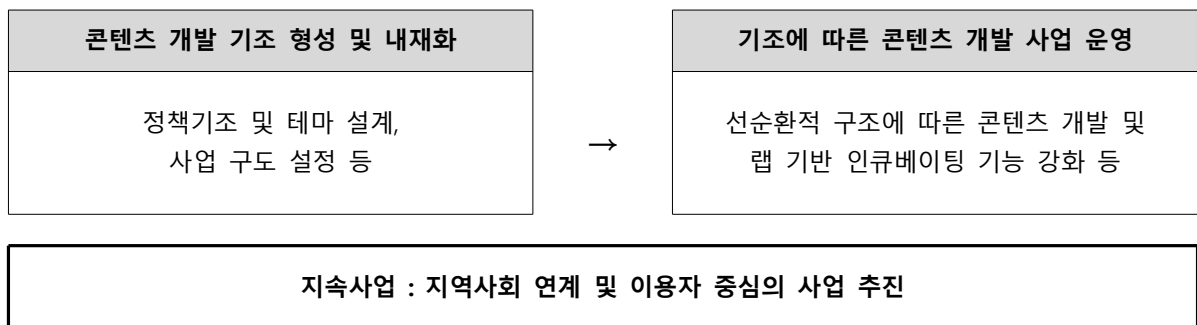 콘텐츠 개발 기조 형성 및 내재화
정책기조 및 테마 설계,
사업 구도 설정 등
→
기조에 따른 콘텐츠 개발 사업 운영
선순환적 구조에 따른 콘텐츠 개발 및
랩 기반 인큐베이팅 기능 강화 등
지속사업 : 지역사회 연계 및 이용자 중심의 사업 추진